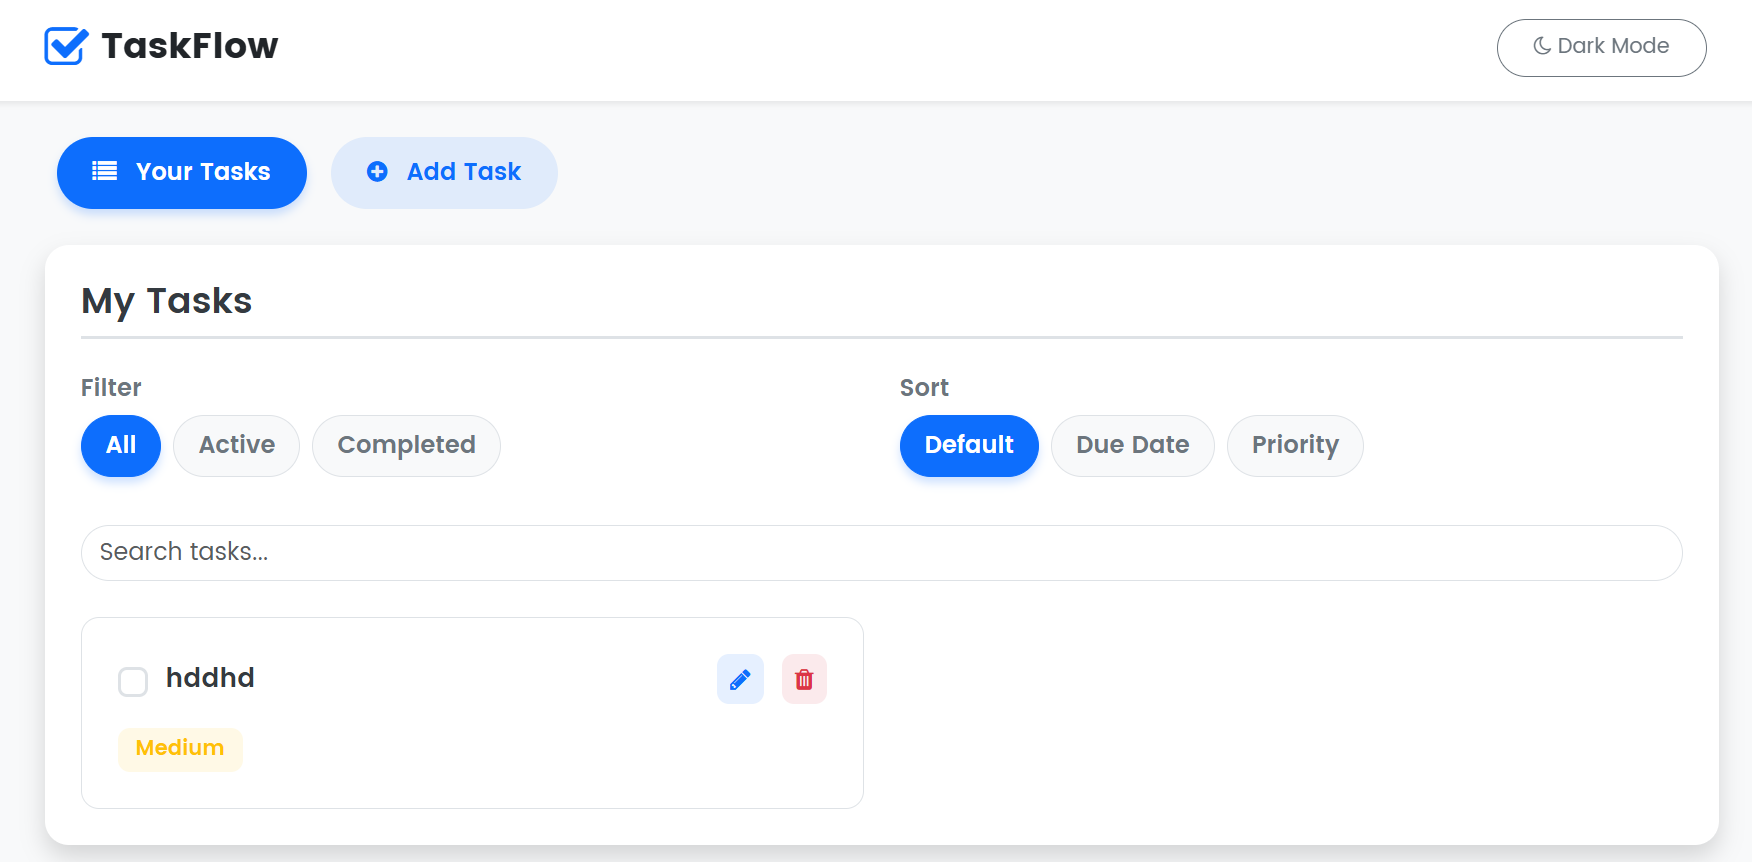 TaskFlow
Dark Mode
Your Tasks
Add Task
My Tasks
Filter
All
Active
Completed
Sort
Default
Due Date
Priority
Search tasks...
hddhd
Medium